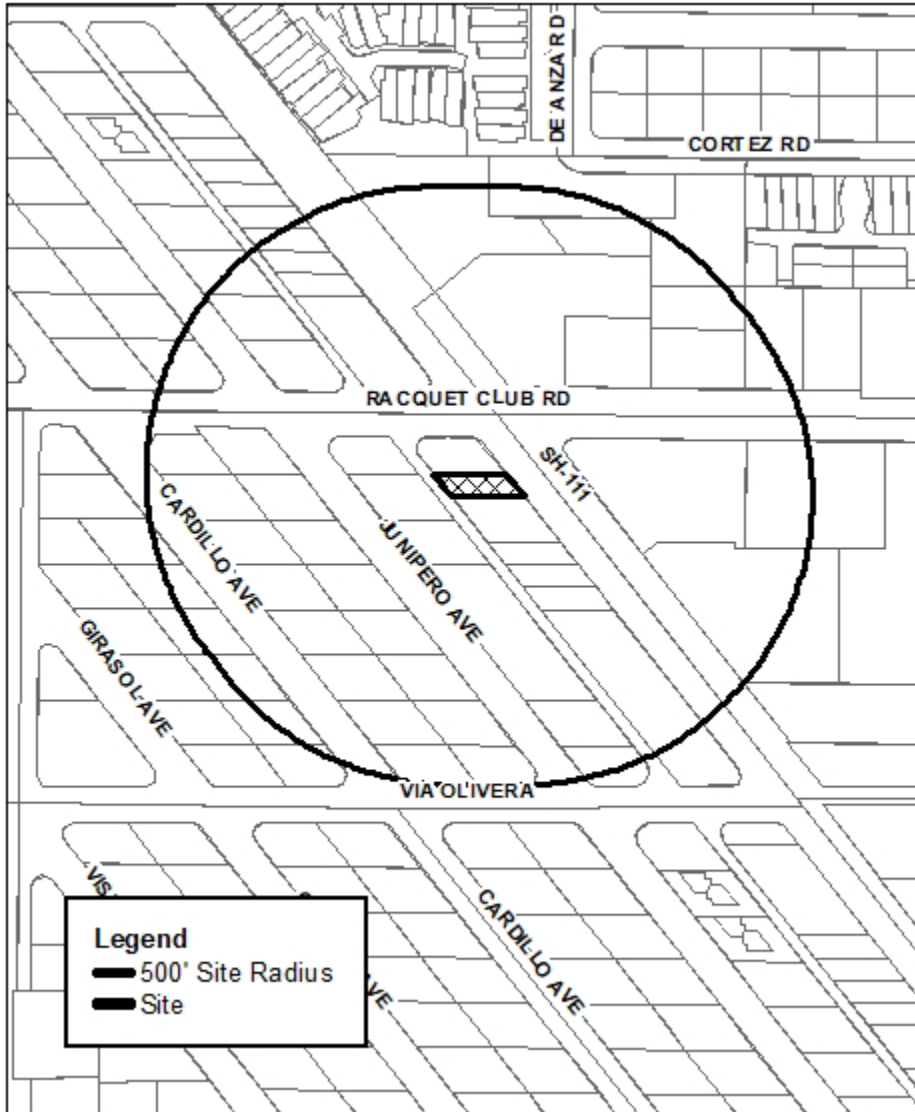 DE ANZA RD
CORTEZ RD
RACQUET CLUB RD
SH-111
CARDILLO AVE
JUNIPERO AVE
GIRASOL AVE
VIA OLIVERA
CARDILLO AVE
AVE
Legend
500' Site Radius
Site